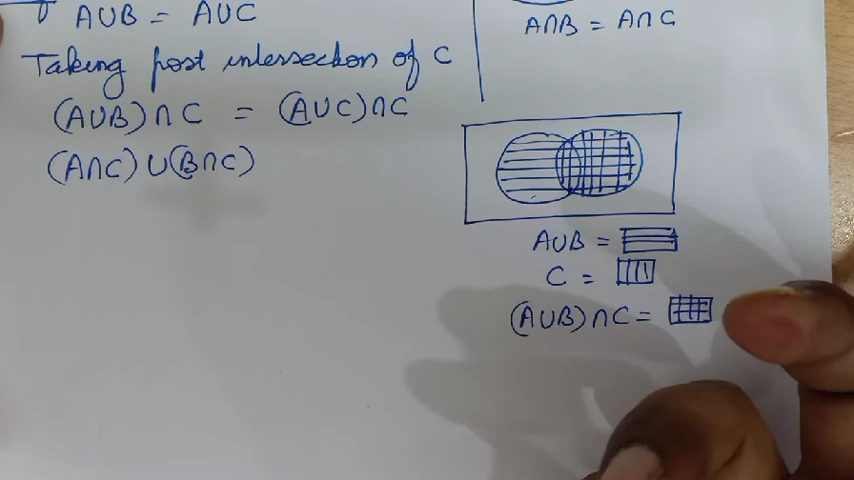 A∪B = A∪C
Taking post intersection of C
(A∪B)∩C = (A∪C)∩C
(A∩C)∪(B∩C)
A∩B = A∩C
A∪B =
C =
(A∪B)∩C =